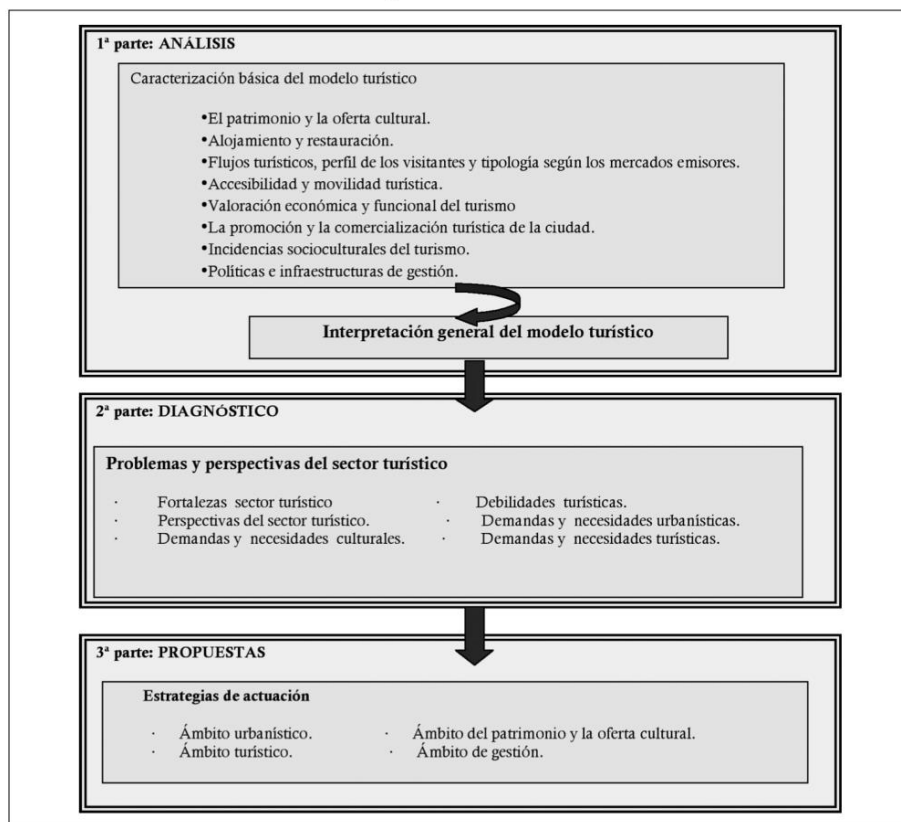 1ª parte: ANÁLISIS
Caracterización básica del modelo turístico
•El patrimonio y la oferta cultural.
•Alojamiento y restauración.
•Flujos turísticos, perfil de los visitantes y tipología según los mercados emisores.
•Accesibilidad y movilidad turística.
•Valoración económica y funcional del turismo
•La promoción y la comercialización turística de la ciudad.
•Incidencias socioculturales del turismo.
•Políticas e infraestructuras de gestión.
Interpretación general del modelo turístico
2ª parte: DIAGNÓSTICO
Problemas y perspectivas del sector turístico
· Fortalezas sector turístico · Debilidades turísticas.
· Perspectivas del sector turístico. · Demandas y necesidades urbanísticas.
· Demandas y necesidades culturales. · Demandas y necesidades turísticas.
3ª parte: PROPUESTAS
Estrategias de actuación
· Ámbito urbanístico. · Ámbito del patrimonio y la oferta cultural.
· Ámbito turístico. · Ámbito de gestión.